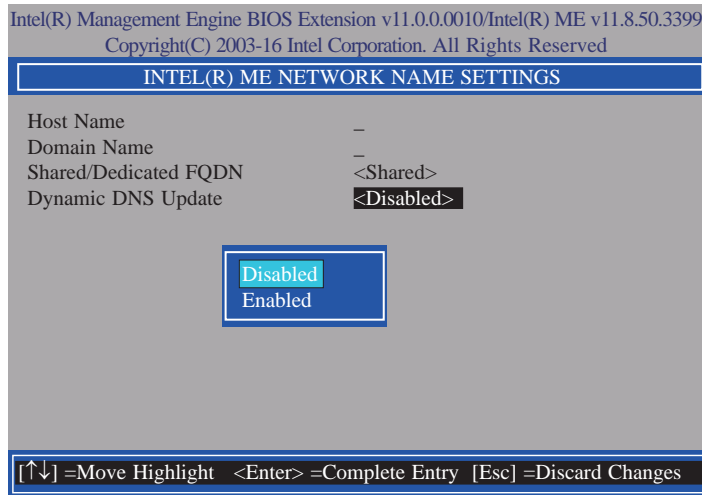 Intel(R) Management Engine BIOS Extension v11.0.0.0010/Intel(R) ME v11.8.50.3399
Copyright(C) 2003-16 Intel Corporation. All Rights Reserved
INTEL(R) ME NETWORK NAME SETTINGS
Host Name _
Domain Name _
Shared/Dedicated FQDN <Shared>
Dynamic DNS Update <Disabled>
Disabled
Enabled
[↑↓] =Move Highlight <Enter> =Complete Entry [Esc] =Discard Changes